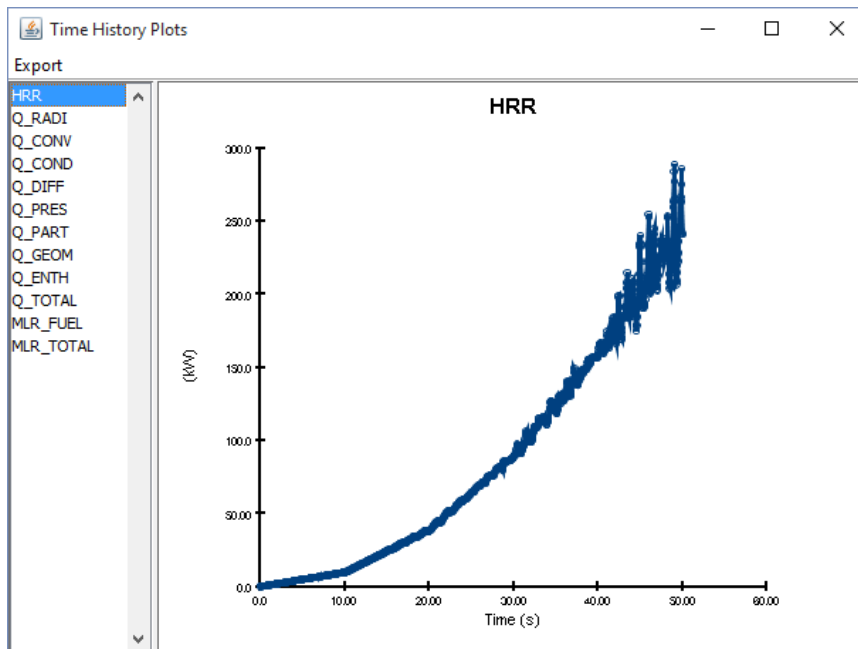 Time History Plots
Export
HRR
Q_RADI
Q_CONV
Q_COND
Q_DIFF
Q_PRES
Q_PART
Q_GEOM
Q_ENTH
Q_TOTAL
MLR_FUEL
MLR_TOTAL
HRR
300.0
250.0
200.0
150.0
100.0
50.00
0.0
(kW)
0.0 10.00 20.00 30.00 40.00 50.00 60.00
Time (s)